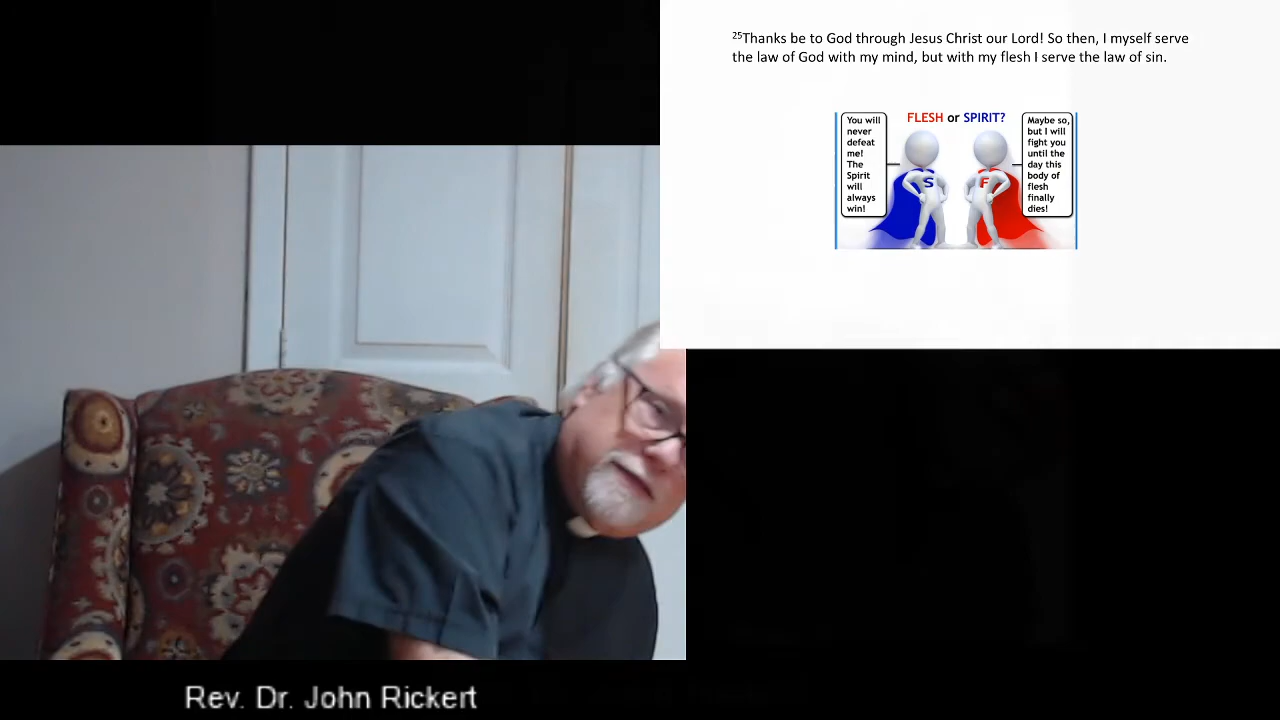 ²⁵Thanks be to God through Jesus Christ our Lord! So then, I myself serve
the law of God with my mind, but with my flesh I serve the law of sin.
FLESH or SPIRIT?
You will
never
defeat
me!
The
Spirit
will
always
win!
Maybe so,
but I will
fight you
until the
day this
body of
flesh
finally
dies!
S
F
Rev. Dr. John Rickert